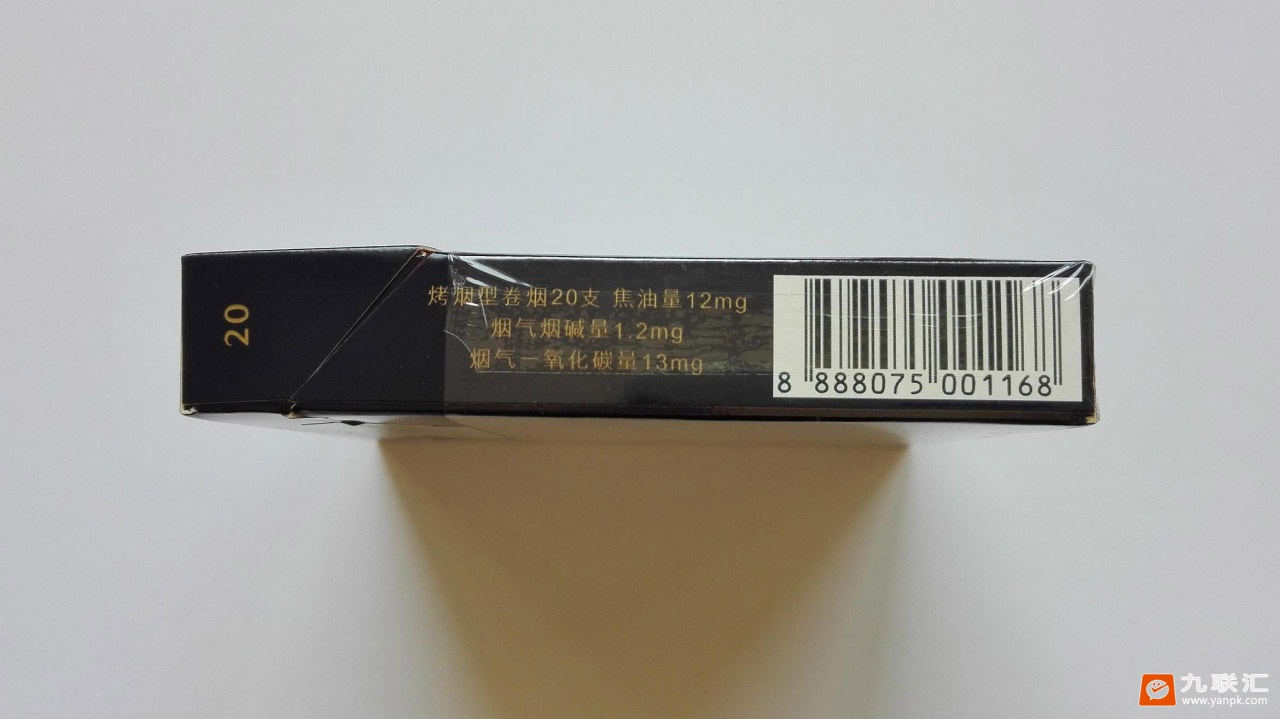 20
烤烟型卷烟20支 焦油量12mg
烟气烟碱量1.2mg
烟气一氧化碳量13mg
8 888075 001168
九联汇
www.yanpk.com